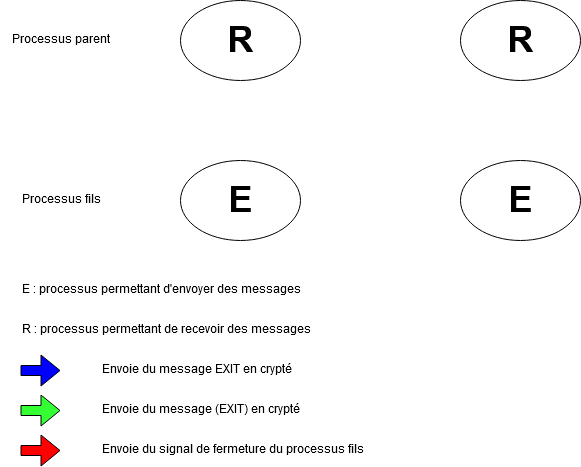 Processus parent
R
R
Processus fils
E
E
E : processus permettant d'envoyer des messages
R : processus permettant de recevoir des messages
Envoie du message EXIT en crypté
Envoie du message (EXIT) en crypté
Envoie du signal de fermeture du processus fils